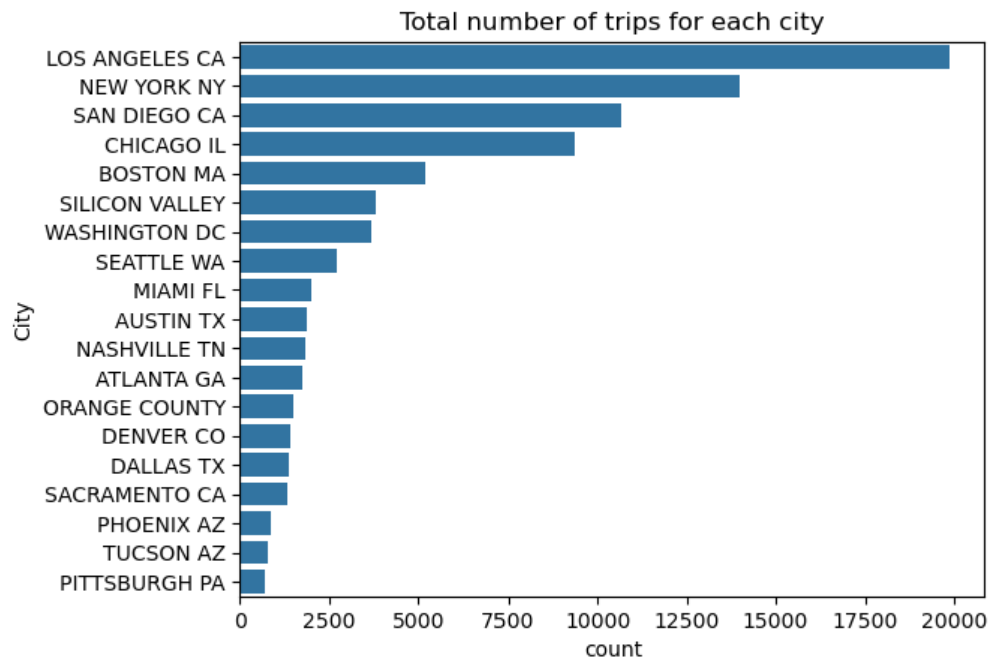 Total number of trips for each city
LOS ANGELES CA
NEW YORK NY
SAN DIEGO CA
CHICAGO IL
BOSTON MA
SILICON VALLEY
WASHINGTON DC
SEATTLE WA
MIAMI FL
AUSTIN TX
NASHVILLE TN
ATLANTA GA
ORANGE COUNTY
DENVER CO
DALLAS TX
SACRAMENTO CA
PHOENIX AZ
TUCSON AZ
PITTSBURGH PA
City
0 2500 5000 7500 10000 12500 15000 17500 20000
count